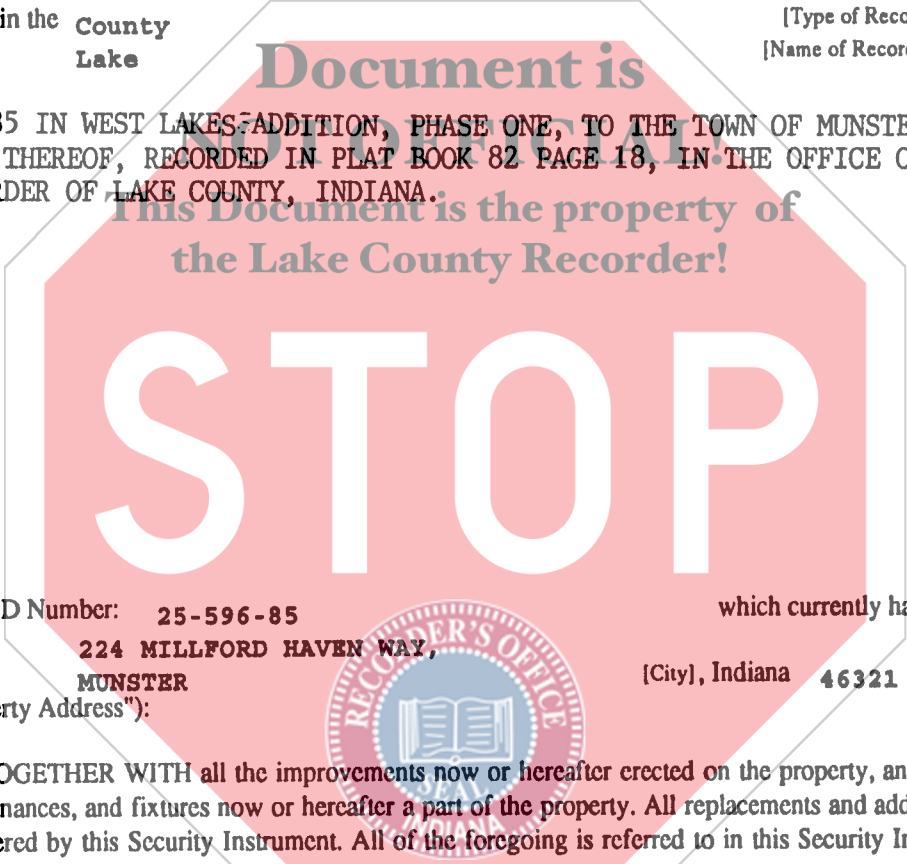 in the County [Type of Reco
Lake [Name of Recor
Document is
5 IN WEST LAKES ADDITION, PHASE ONE, TO THE TOWN OF MUNSTE
NOT OFFICIAL!
THEREOF, RECORDED IN PLAT BOOK 82 PAGE 18, IN THE OFFICE O
DER OF LAKE COUNTY, INDIANA.
This Document is the property of
the Lake County Recorder!
STOP
D Number: 25-596-85 which currently ha
224 MILLFORD HAVEN WAY,
MUNSTER [City], Indiana 46321
rty Address"):
RECORDER'S OFFICE
SEAL
INDIANA
OGETHER WITH all the improvements now or hereafter erected on the property, an
nances, and fixtures now or hereafter a part of the property. All replacements and add
ered by this Security Instrument. All of the foregoing is referred to in this Security In